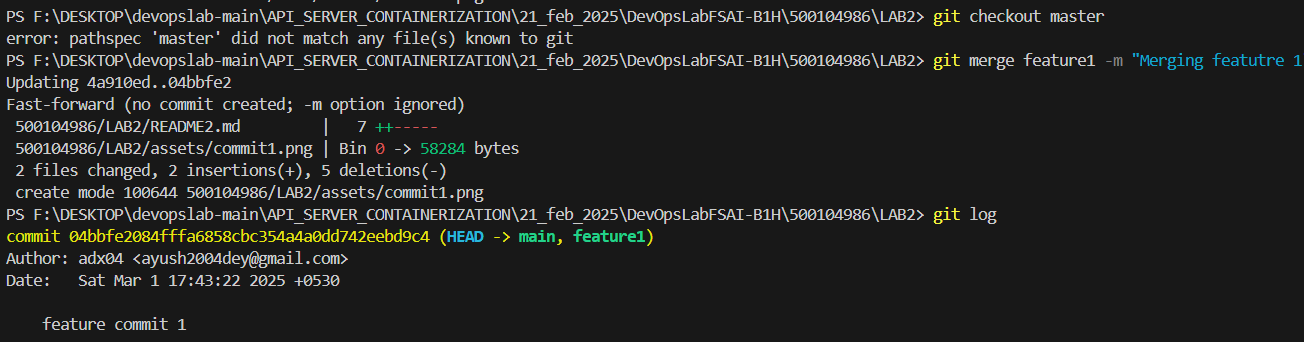 PS F:\DESKTOP\devopslab-main\API_SERVER_CONTAINERIZATION\21_feb_2025\DevOpsLabFSAI-B1H\500104986\LAB2> git checkout master
error: pathspec 'master' did not match any file(s) known to git
PS F:\DESKTOP\devopslab-main\API_SERVER_CONTAINERIZATION\21_feb_2025\DevOpsLabFSAI-B1H\500104986\LAB2> git merge feature1 -m "Merging featutre 1
Updating 4a910ed..04bbfe2
Fast-forward (no commit created; -m option ignored)
 500104986/LAB2/README2.md         |   7 ++-----
 500104986/LAB2/assets/commit1.png | Bin 0 -> 58284 bytes
 2 files changed, 2 insertions(+), 5 deletions(-)
 create mode 100644 500104986/LAB2/assets/commit1.png
PS F:\DESKTOP\devopslab-main\API_SERVER_CONTAINERIZATION\21_feb_2025\DevOpsLabFSAI-B1H\500104986\LAB2> git log
commit 04bbfe2084fffa6858cbc354a4a0dd742eebd9c4 (HEAD -> main, feature1)
Author: adx04 <ayush2004dey@gmail.com>
Date:   Sat Mar 1 17:43:22 2025 +0530

    feature commit 1